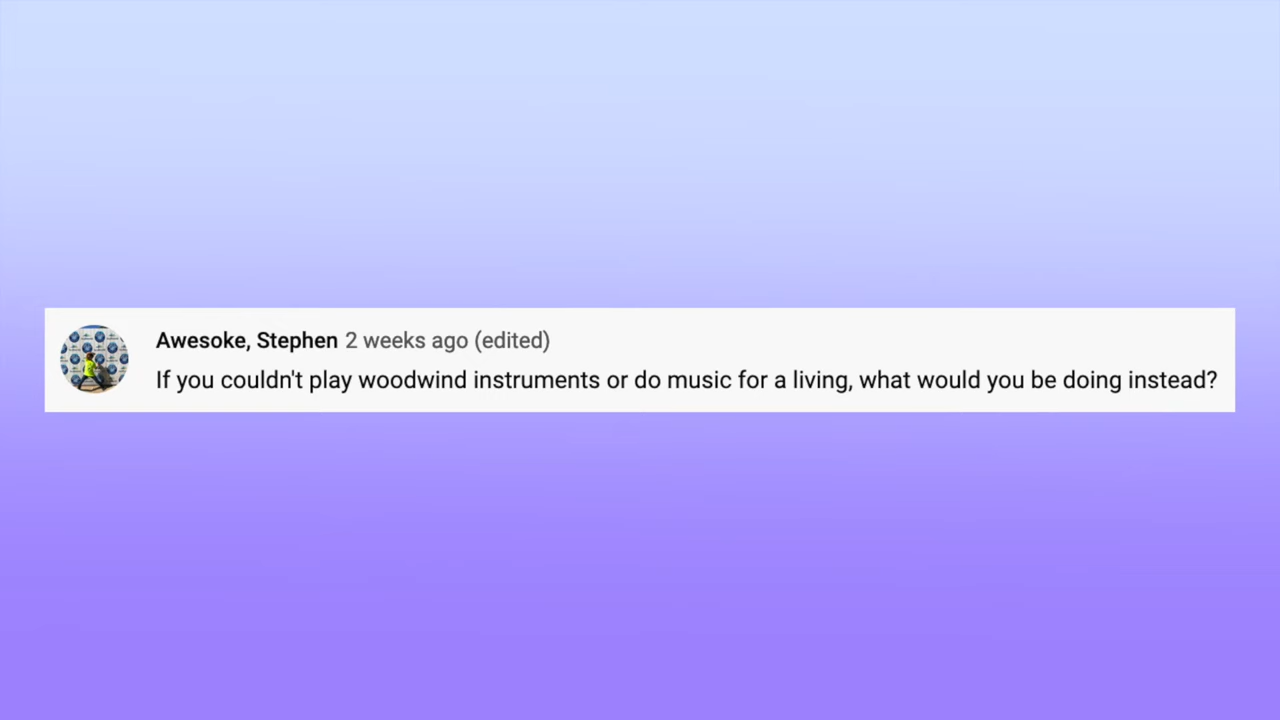 Awesoke, Stephen 2 weeks ago (edited)
If you couldn't play woodwind instruments or do music for a living, what would you be doing instead?